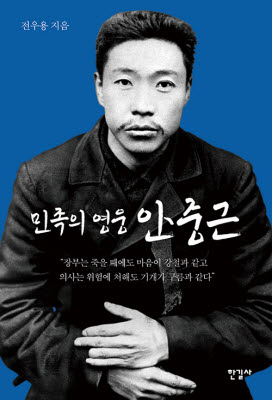 전우용 지음
민족의 영웅 안중근
"장부는 죽을 때에도 마음이 강철과 같고
의사는 위험에 처해도 기개가 구름과 같다"
한길사